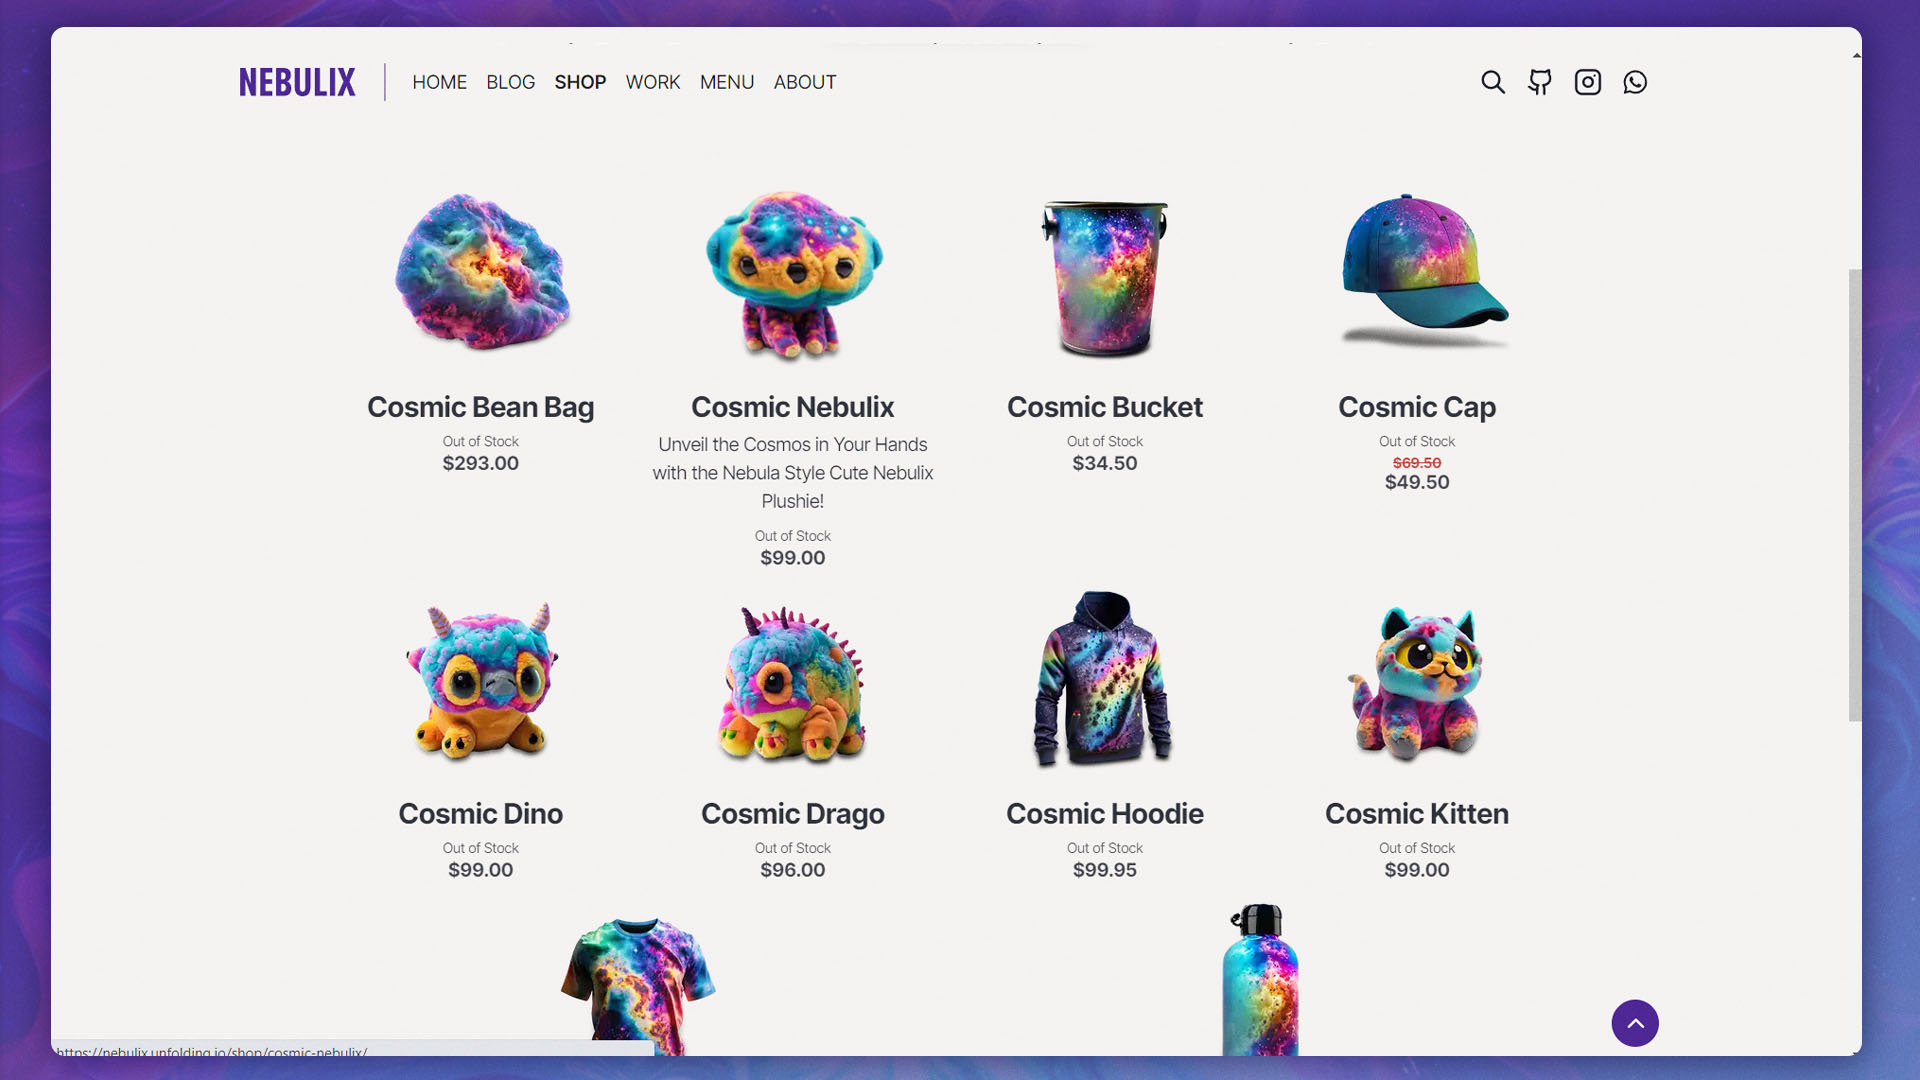 NEBULIX
HOME BLOG SHOP WORK MENU ABOUT
Cosmic Bean Bag
Out of Stock
$293.00
Cosmic Nebulix
Unveil the Cosmos in Your Hands
with the Nebula Style Cute Nebulix
Plushie!
Out of Stock
$99.00
Cosmic Bucket
Out of Stock
$34.50
Cosmic Cap
Out of Stock
$69.50
$49.50
Cosmic Dino
Out of Stock
$99.00
Cosmic Drago
Out of Stock
$96.00
Cosmic Hoodie
Out of Stock
$99.95
Cosmic Kitten
Out of Stock
$99.00
https://nebulix.unfolding.io/shop/cosmic-nebulix/